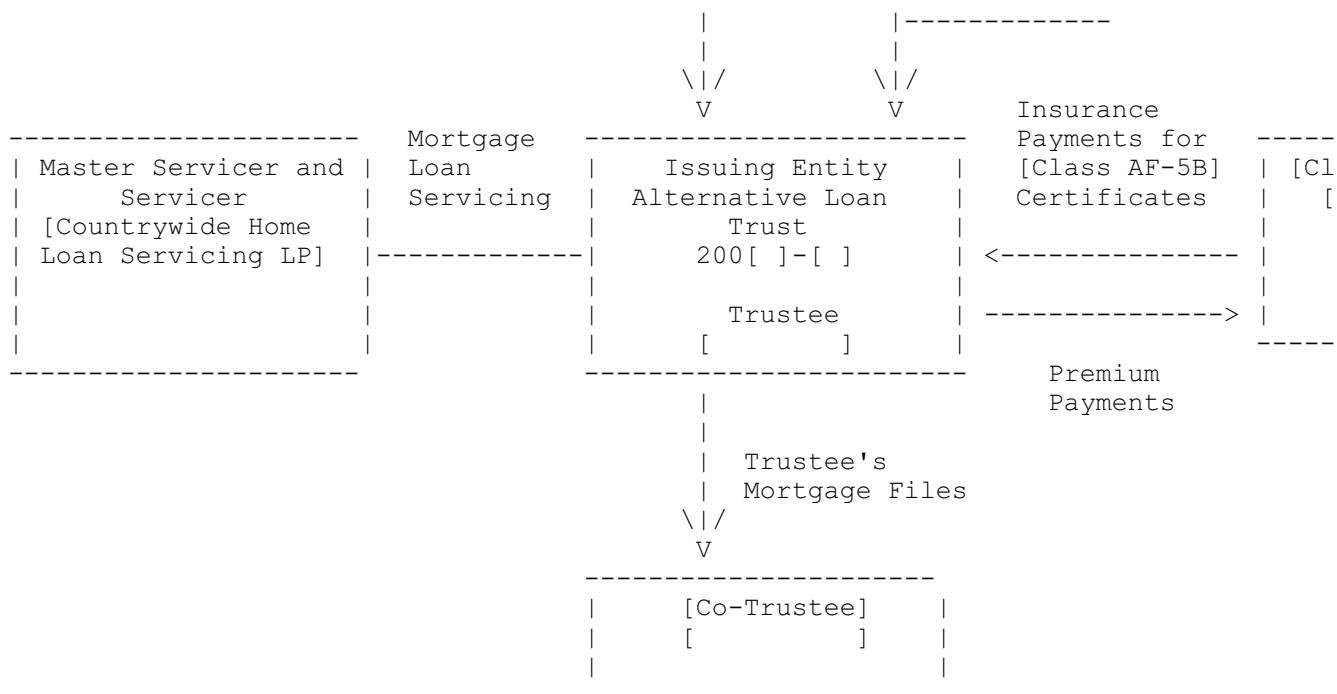 Insurance
Mortgage Payments for
Master Servicer and Loan Issuing Entity [Class AF-5B] [Cl
Servicer Servicing Alternative Loan Certificates [
[Countrywide Home Trust
Loan Servicing LP] 200[ ]-[ ]
Trustee
[ ]
Premium
Payments
Trustee's
Mortgage Files
[Co-Trustee]
[ ]